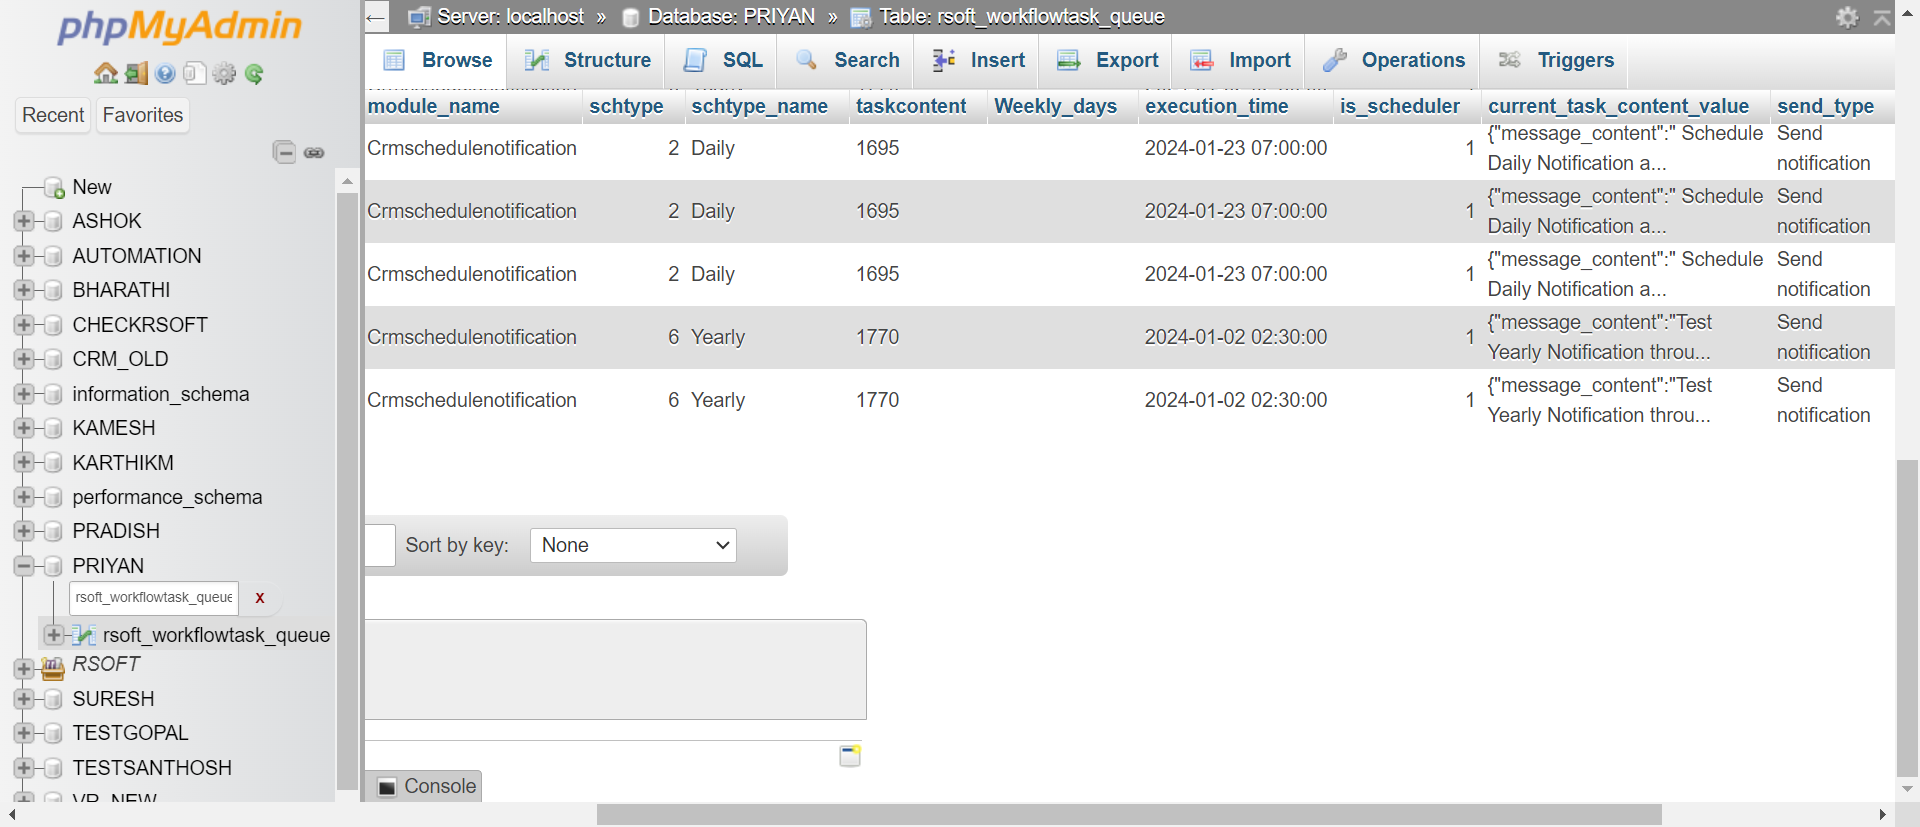 phpMyAdmin
Recent
Favorites
New
ASHOK
AUTOMATION
BHARATHI
CHECKRSOFT
CRM_OLD
information_schema
KAMESH
KARTHIKM
performance_schema
PRADISH
PRIYAN
rsoft_workflowtask_queue
X
rsoft_workflowtask_queue
RSOFT
SURESH
TESTGOPAL
TESTSANTHOSH
Server: localhost » Database: PRIYAN » Table: rsoft_workflowtask_queue
Browse Structure SQL Search Insert Export Import Operations Triggers
module_name schtype schtype_name taskcontent Weekly_days execution_time is_scheduler current_task_content_value send_type
Crmschedulenotification 2 Daily 1695 2024-01-23 07:00:00 1 {"message_content":" Schedule Send
Daily Notification a... notification
Crmschedulenotification 2 Daily 1695 2024-01-23 07:00:00 1 {"message_content":" Schedule Send
Daily Notification a... notification
Crmschedulenotification 2 Daily 1695 2024-01-23 07:00:00 1 {"message_content":" Schedule Send
Daily Notification a... notification
Crmschedulenotification 6 Yearly 1770 2024-01-02 02:30:00 1 {"message_content":"Test Send
Yearly Notification throu... notification
Crmschedulenotification 6 Yearly 1770 2024-01-02 02:30:00 1 {"message_content":"Test Send
Yearly Notification throu... notification
Sort by key: None
Console